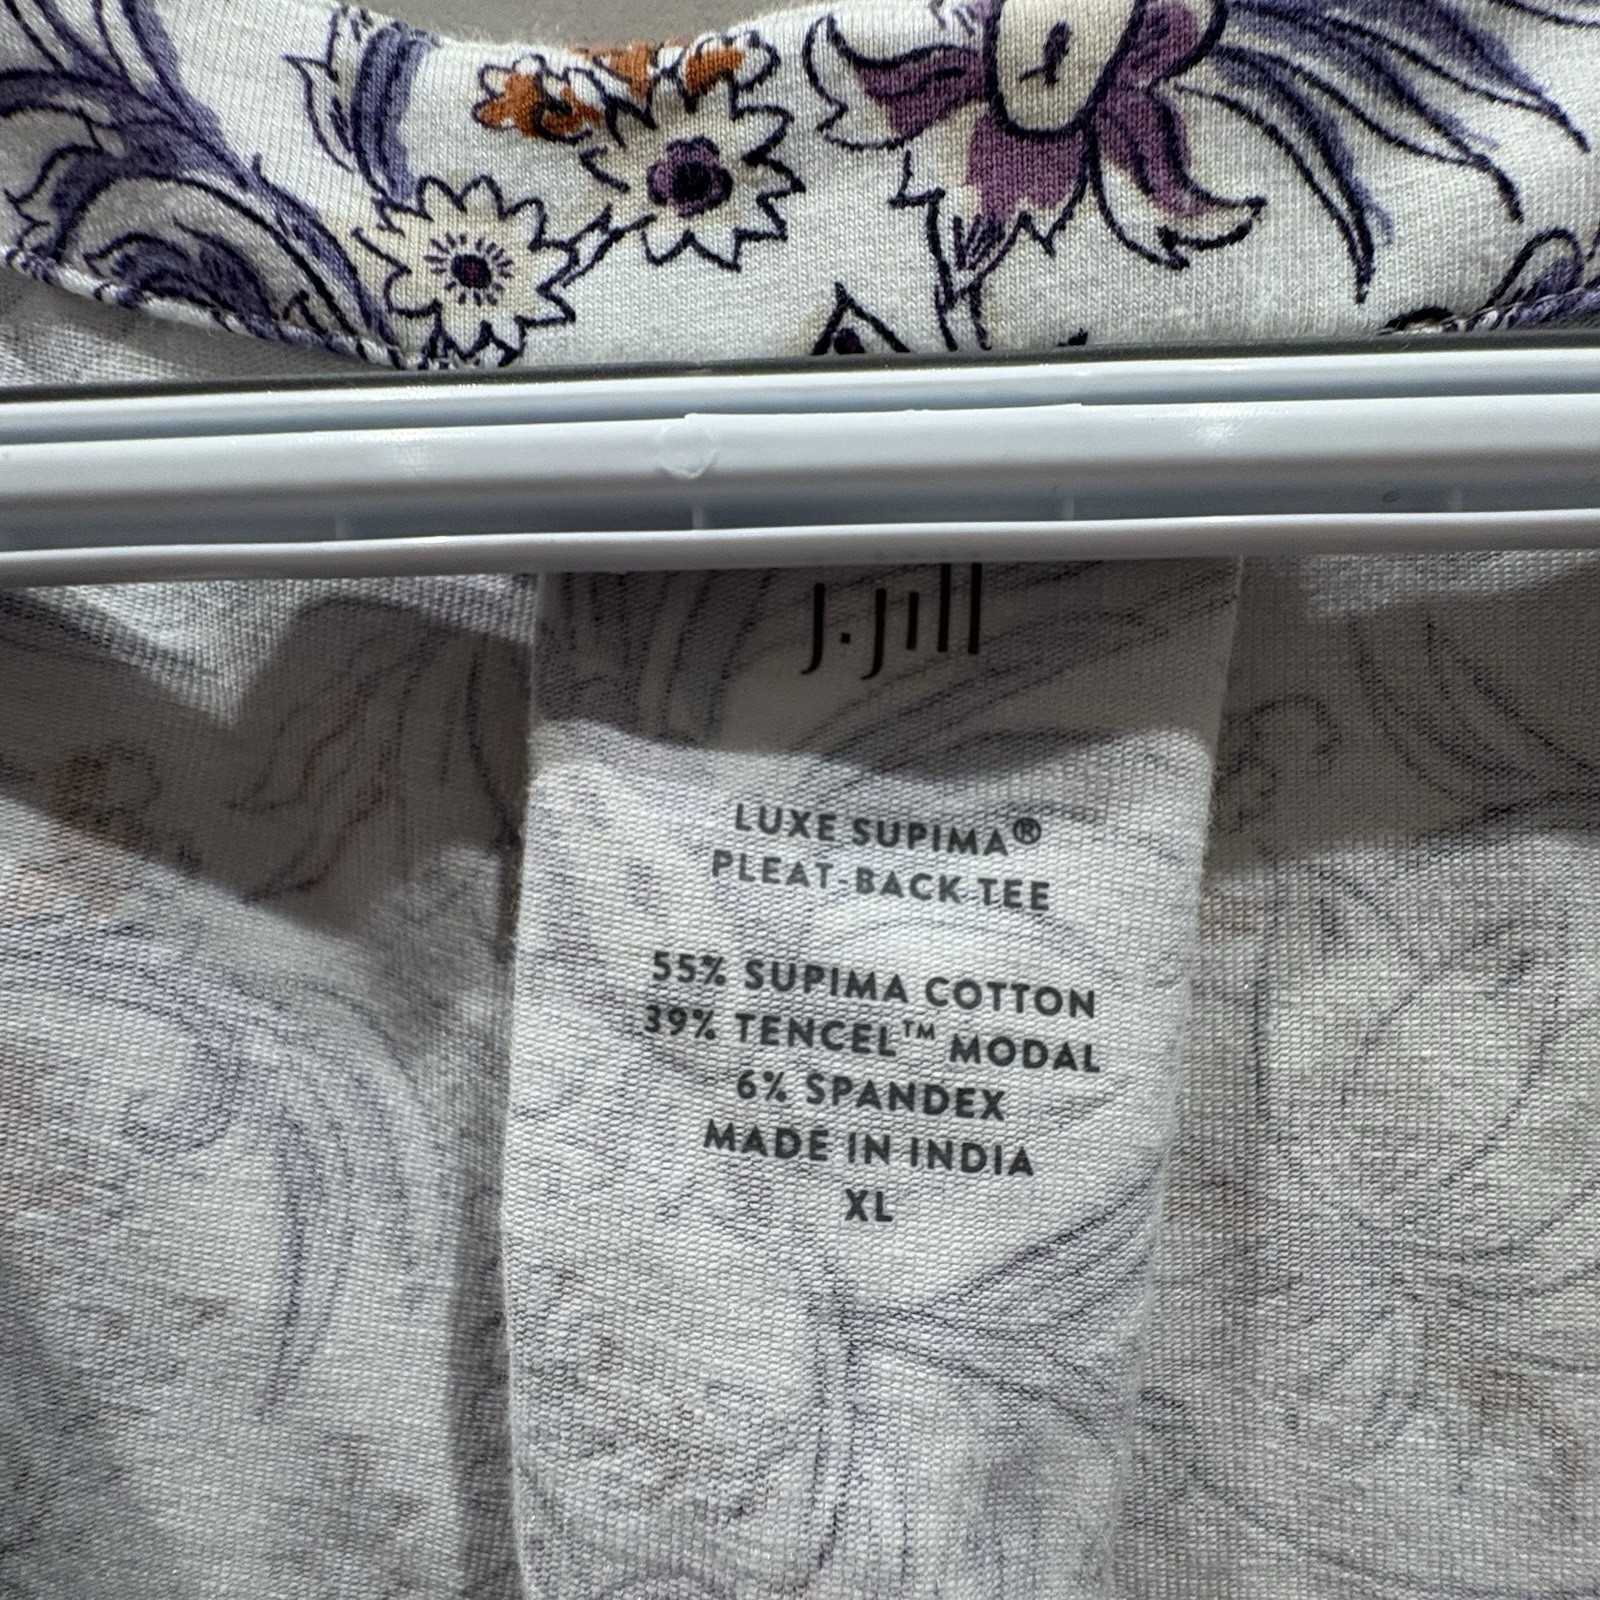 J.Jill
LUXE SUPIMA®
PLEAT-BACK TEE
55% SUPIMA COTTON
39% TENCEL™ MODAL
6% SPANDEX
MADE IN INDIA
XL